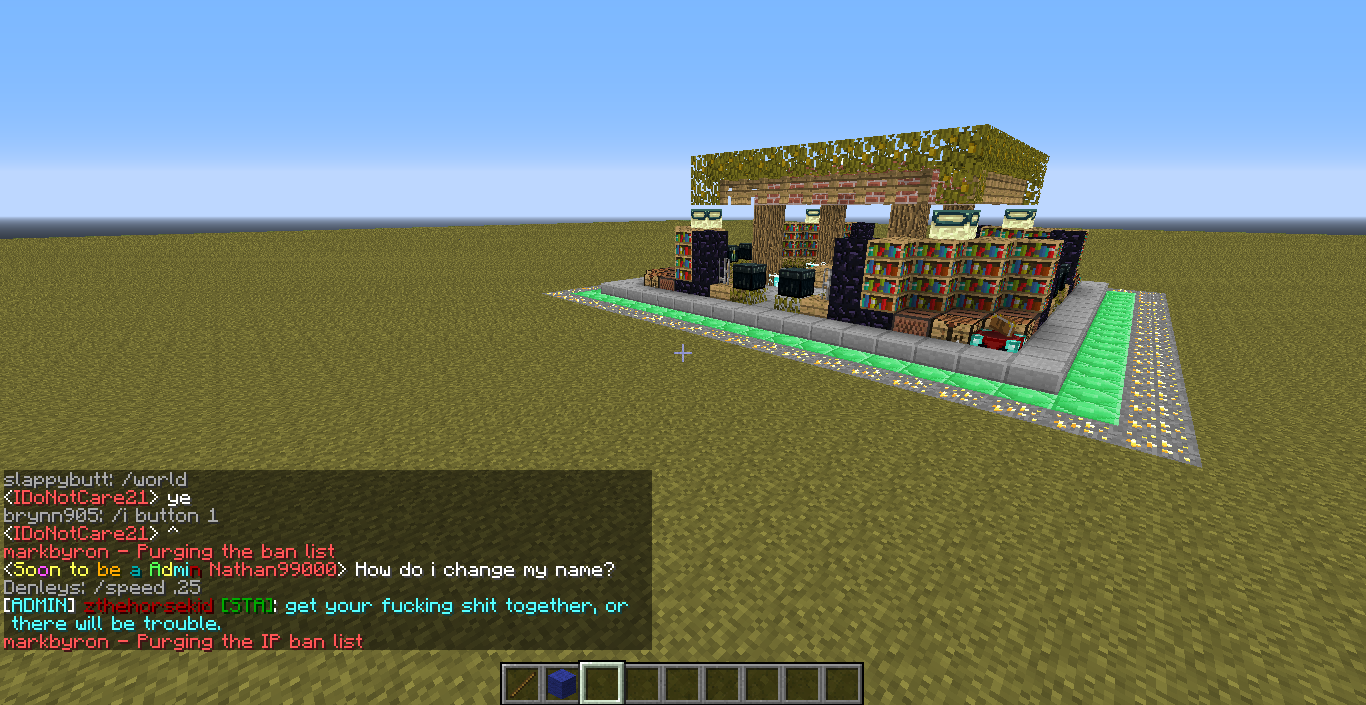 slappybutt: /world
<IDoNotCare21> ye
brynn905: /i button 1
<IDoNotCare21> ^
markbyron - Purging the ban list
<Soon to be a Admin Nathan99000> How do i change my name?
Denleys: /speed .25
[ADMIN] zthehorsekid [STA]: get your fucking shit together, or
there will be trouble.
markbyron - Purging the IP ban list